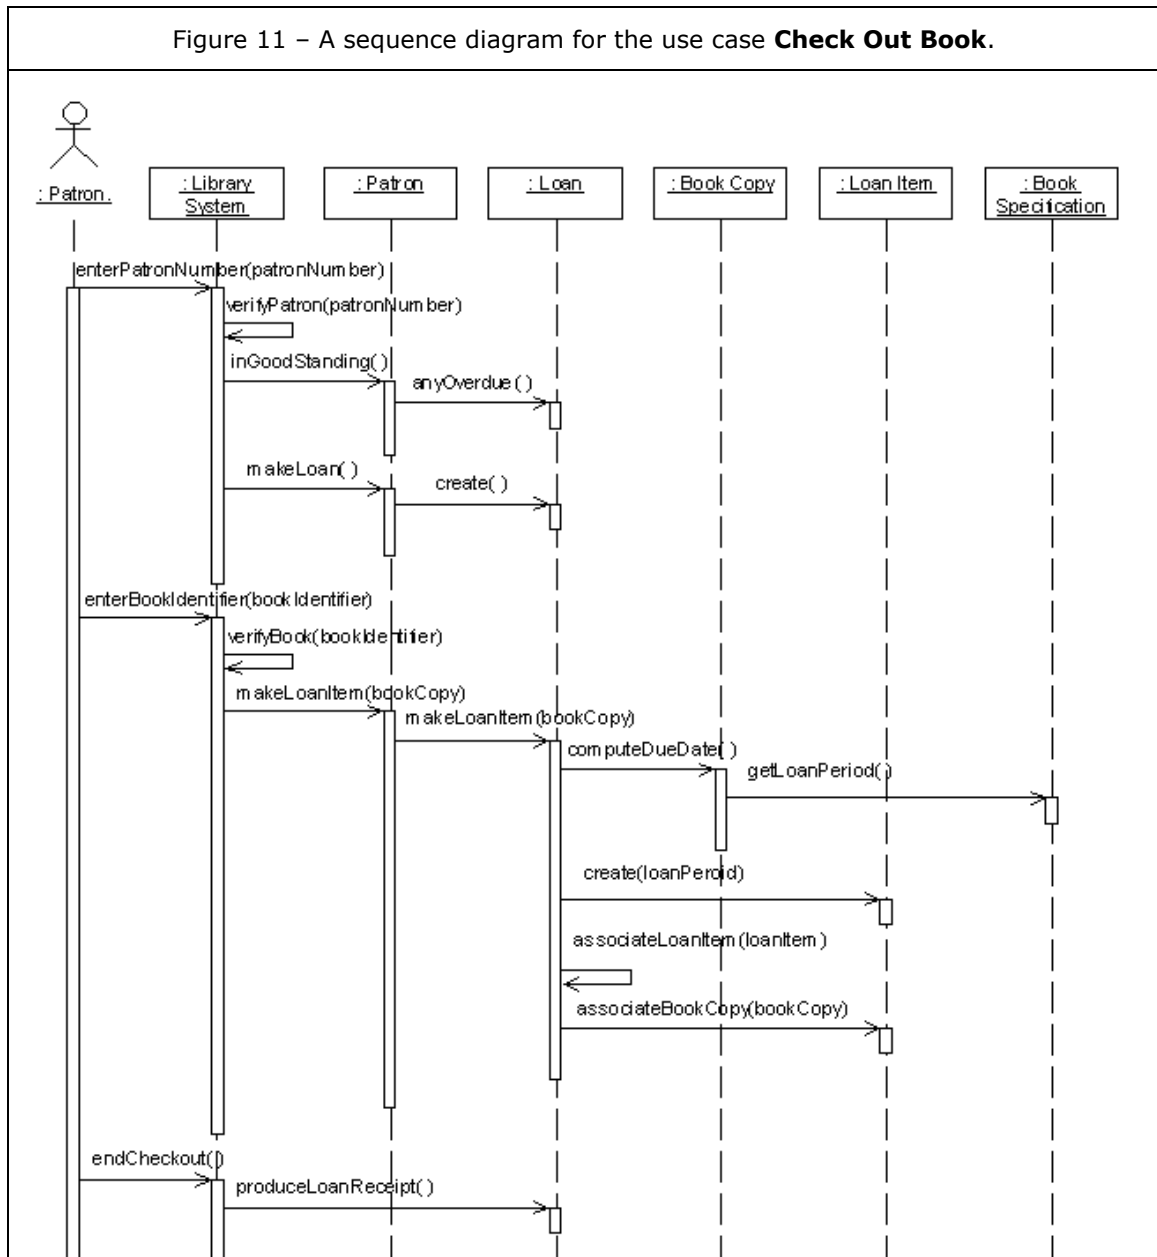 Figure 11 – A sequence diagram for the use case Check Out Book.
: Patron.
: Library
System
: Patron
: Loan
: Book Copy
: Loan Item
: Book
Specification
enterPatronNumber(patronNumber)
verifyPatron(patronNumber)
inGoodStanding( )
anyOverdue( )
makeLoan( )
create( )
enterBookIdentifier(bookIdentifier)
verifyBook(bookIdentifier)
makeLoanItem(bookCopy)
makeLoanItem(bookCopy)
computeDueDate( )
getLoanPeriod( )
create(loanPeroid)
associateLoanItem(loanItem )
associateBookCopy(bookCopy)
endCheckout( )
produceLoanReceipt( )